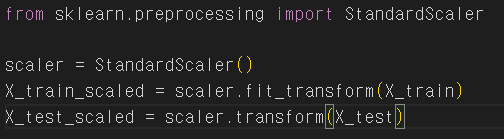 from sklearn.preprocessing import StandardScaler
scaler = StandardScaler()
X_train_scaled = scaler.fit_transform(X_train)
X_test_scaled = scaler.transform(X_test)